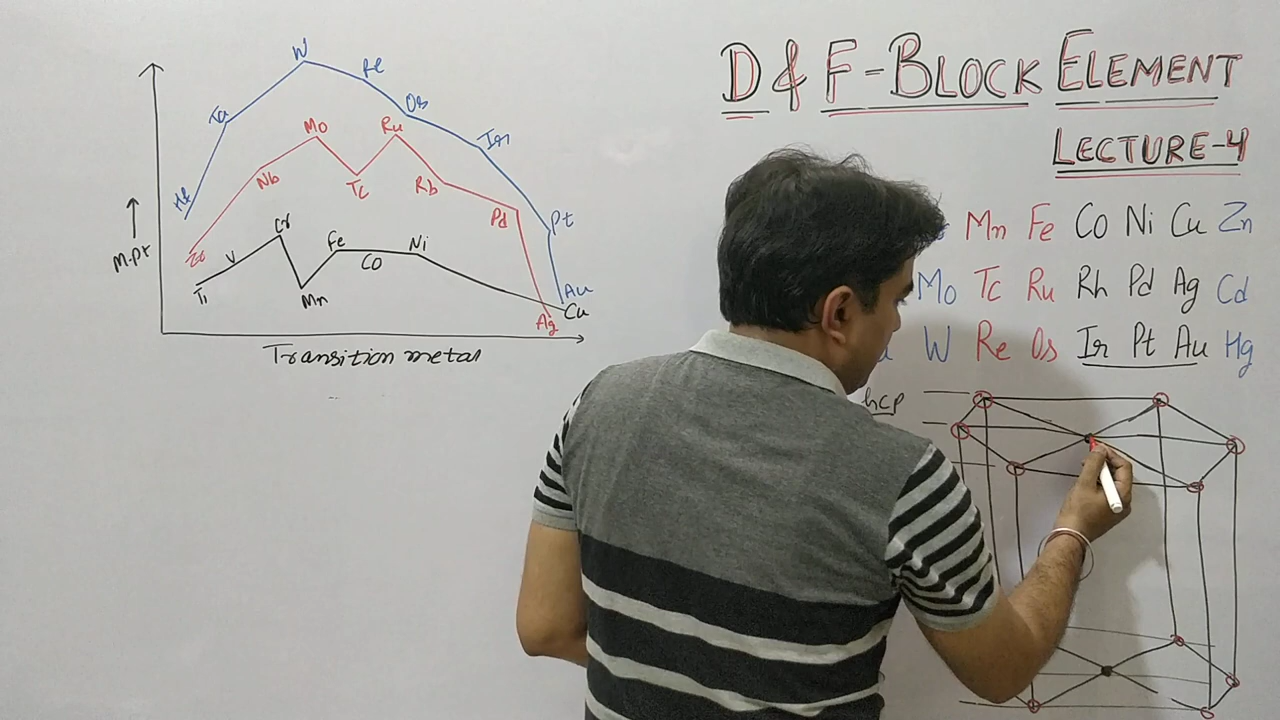 D & F-BLOCK ELEMENT
LECTURE-4
W
Re
Ta
Os
Ir
Hf
Pt
Au
Mo
Ru
Nb
Tc
Rb
Pd
Zr
Ag
Cr
V
Fe
Co
Ni
Ti
Mn
Cu
M.pt
Transition metal
Mn Fe Co Ni Cu Zn
Mo Tc Ru Rh Pd Ag Cd
W Re Os Ir Pt Au Hg
hcp